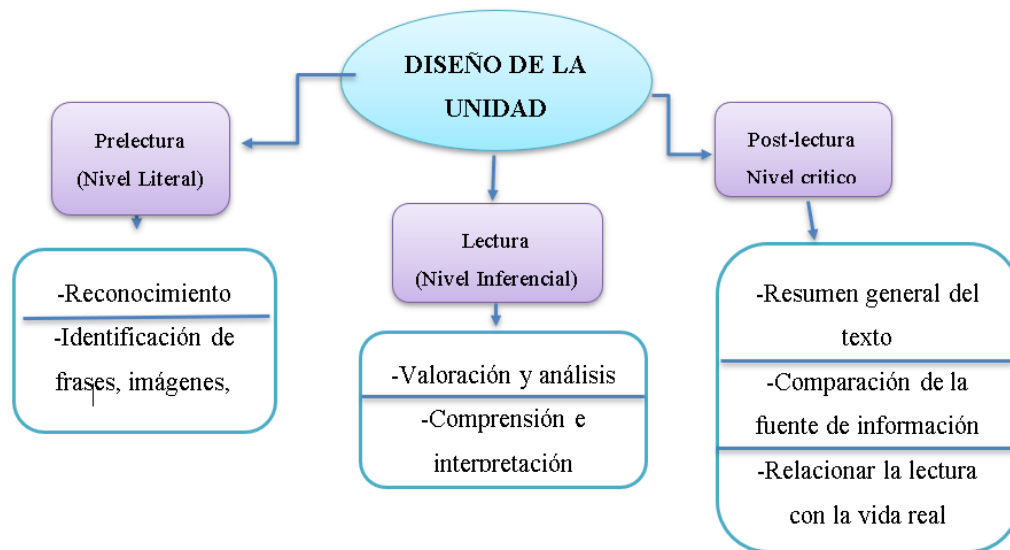 DISEÑO DE LA
UNIDAD
Prelectura
(Nivel Literal)
-Reconocimiento
-Identificación de
frases, imágenes,
Lectura
(Nivel Inferencial)
-Valoración y análisis
-Comprensión e
interpretación
Post-lectura
Nivel critico
-Resumen general del
texto
-Comparación de la
fuente de información
-Relacionar la lectura
con la vida real